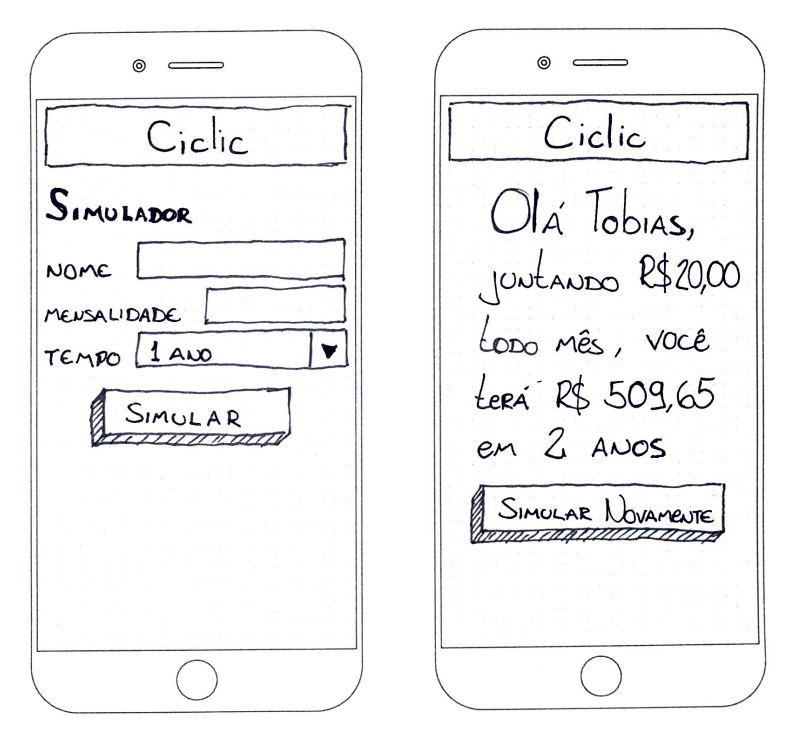 Ciclic
SIMULADOR
NOME
MENSALIDADE
TEMPO 1 ANO
SIMULAR
Ciclic
Olá Tobias,
juntando R$20,00
todo mês, você
terá R$ 509,65
em 2 anos
SIMULAR NOVAMENTE